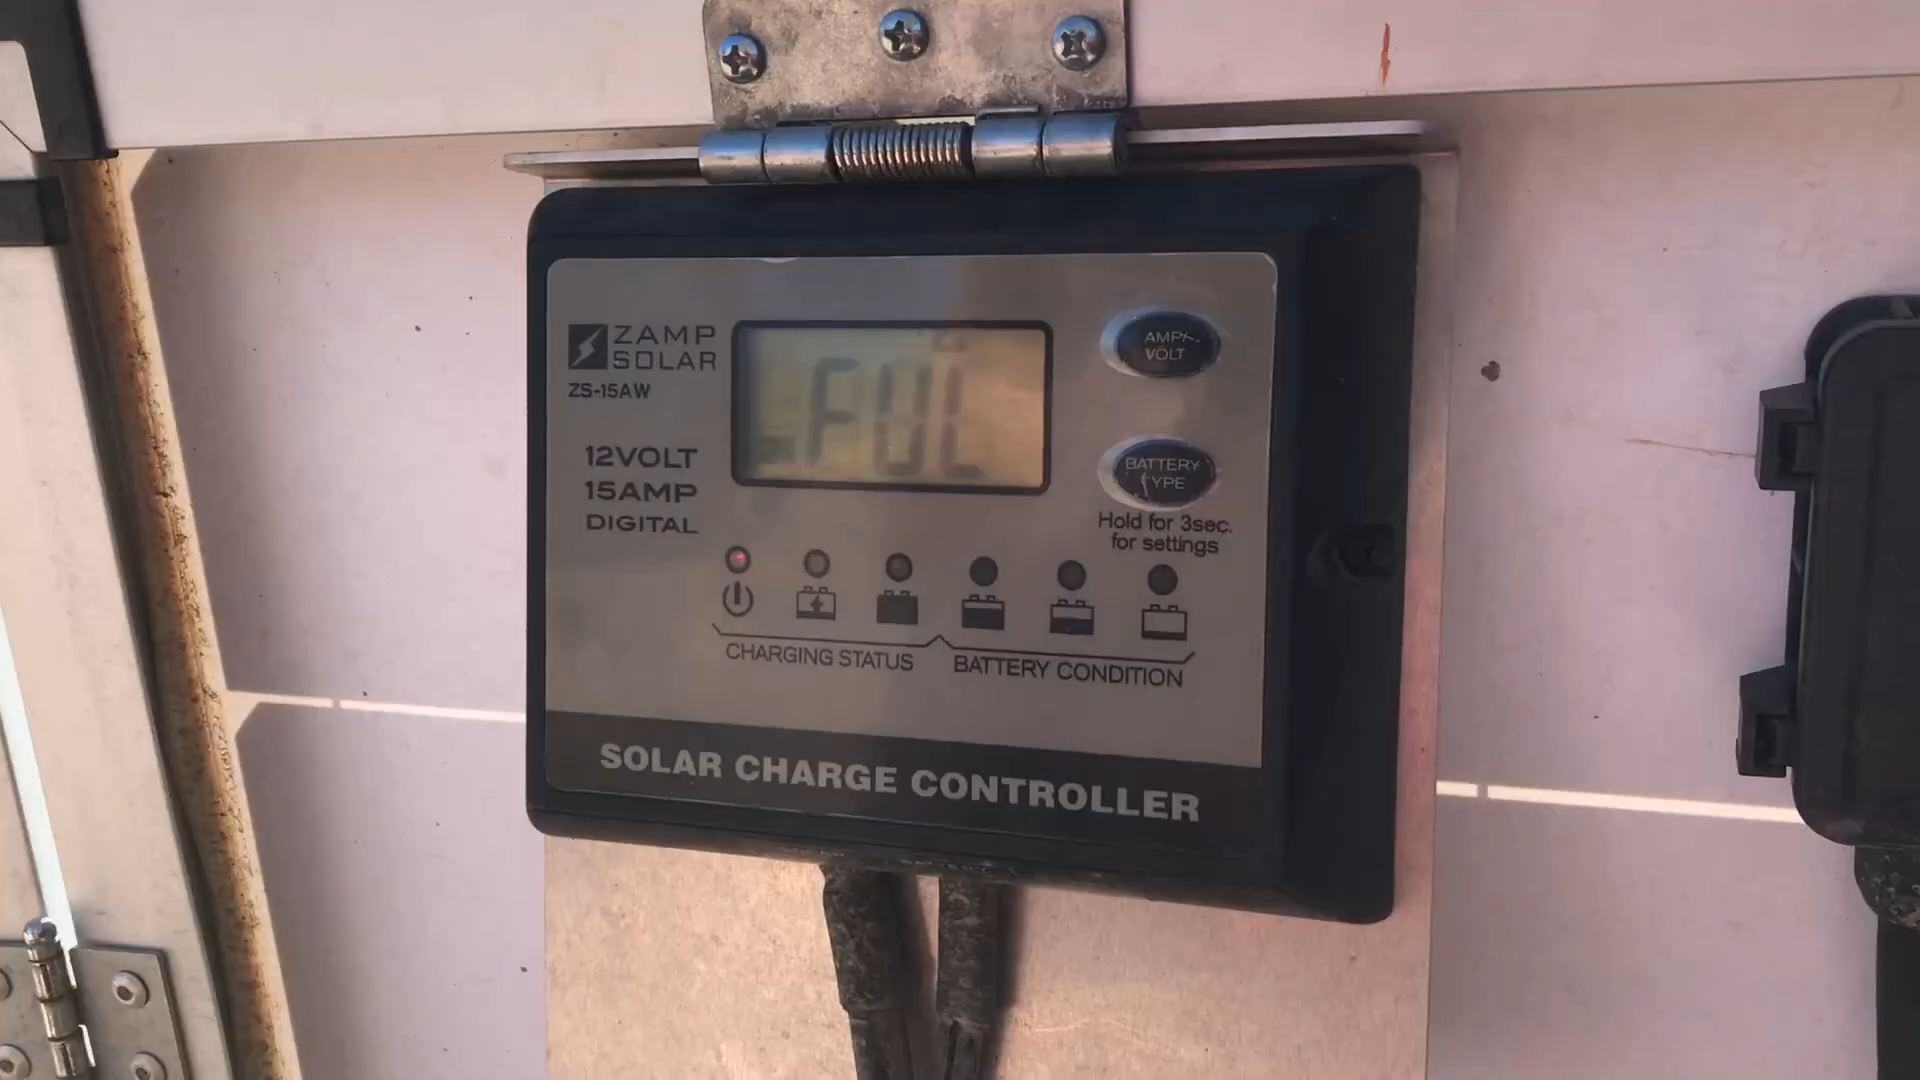 ZAMP
SOLAR
ZS-15AW
12VOLT
15AMP
DIGITAL
FUL
AMP/
VOLT
BATTERY
TYPE
Hold for 3sec.
for settings
CHARGING STATUS
BATTERY CONDITION
SOLAR CHARGE CONTROLLER